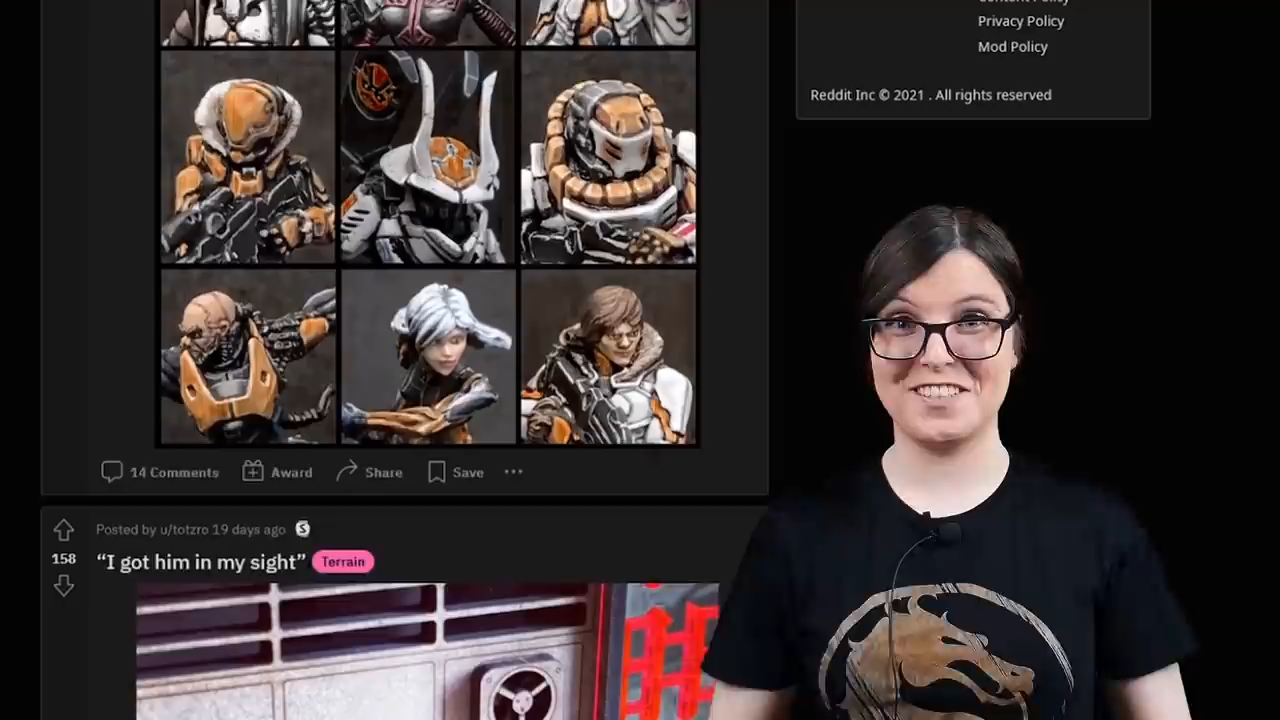 Privacy Policy
Mod Policy
Reddit Inc © 2021 . All rights reserved
14 Comments
Award
Share
Save
Posted by u/totzro 19 days ago
158
“I got him in my sight”
Terrain